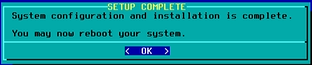 SETUP COMPLETE
System configuration and installation is complete.
You may now reboot your system.
< OK >